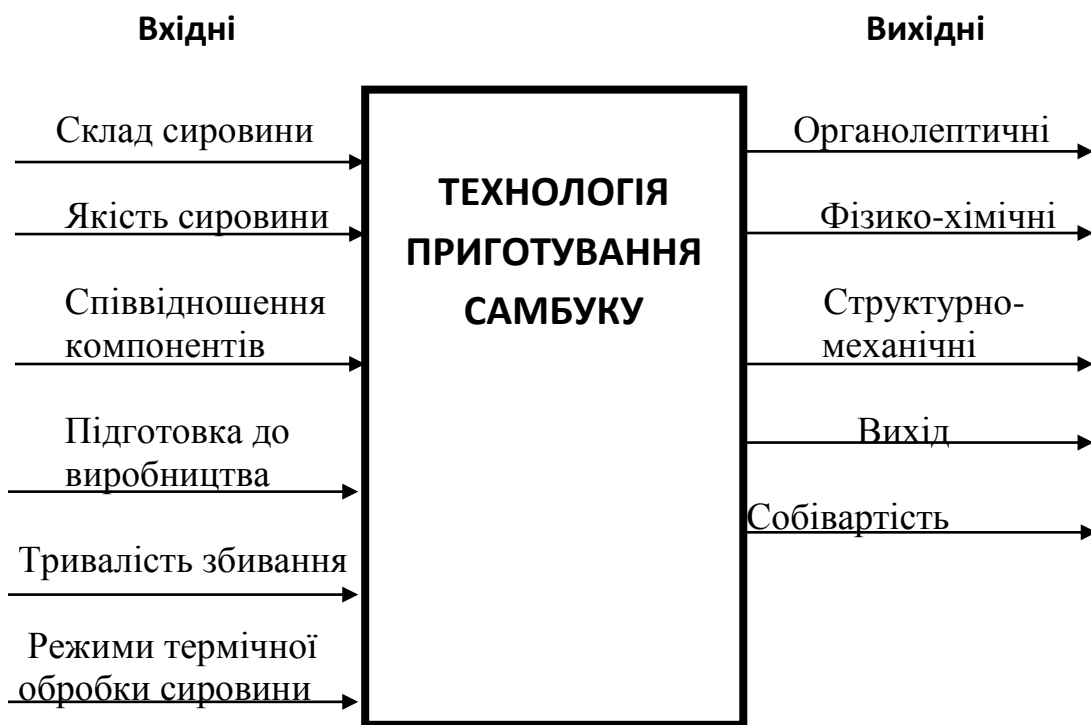 Вхідні
Вихідні
Склад сировини
Якість сировини
Співвідношення
компонентів
Підготовка до
виробництва
Тривалість збивання
Режими термічної
обробки сировини
ТЕХНОЛОГІЯ
ПРИГОТУВАННЯ
САМБУКУ
Органолептичні
Фізико-хімічні
Структурно-
механічні
Вихід
Собівартість